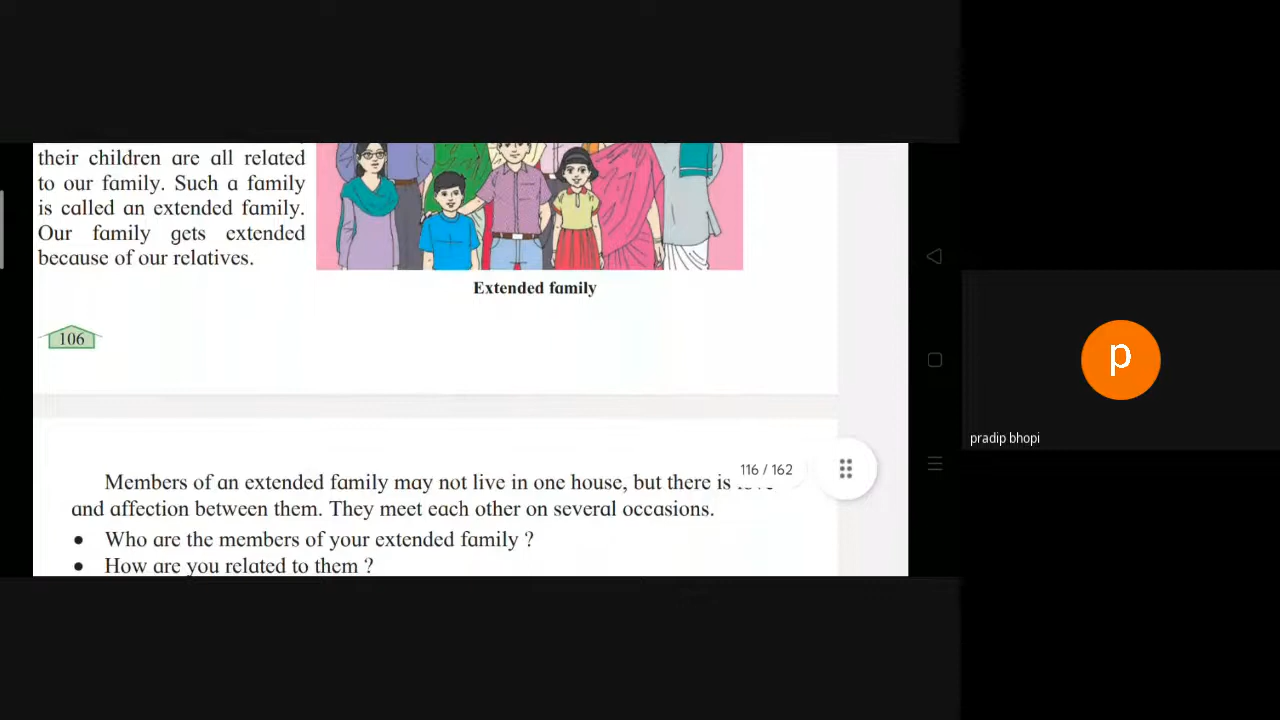 their children are all related
to our family. Such a family
is called an extended family.
Our family gets extended
because of our relatives.
Extended family
106
116 / 162
Members of an extended family may not live in one house, but there is
and affection between them. They meet each other on several occasions.
• Who are the members of your extended family ?
• How are you related to them ?
p
pradip bhopi